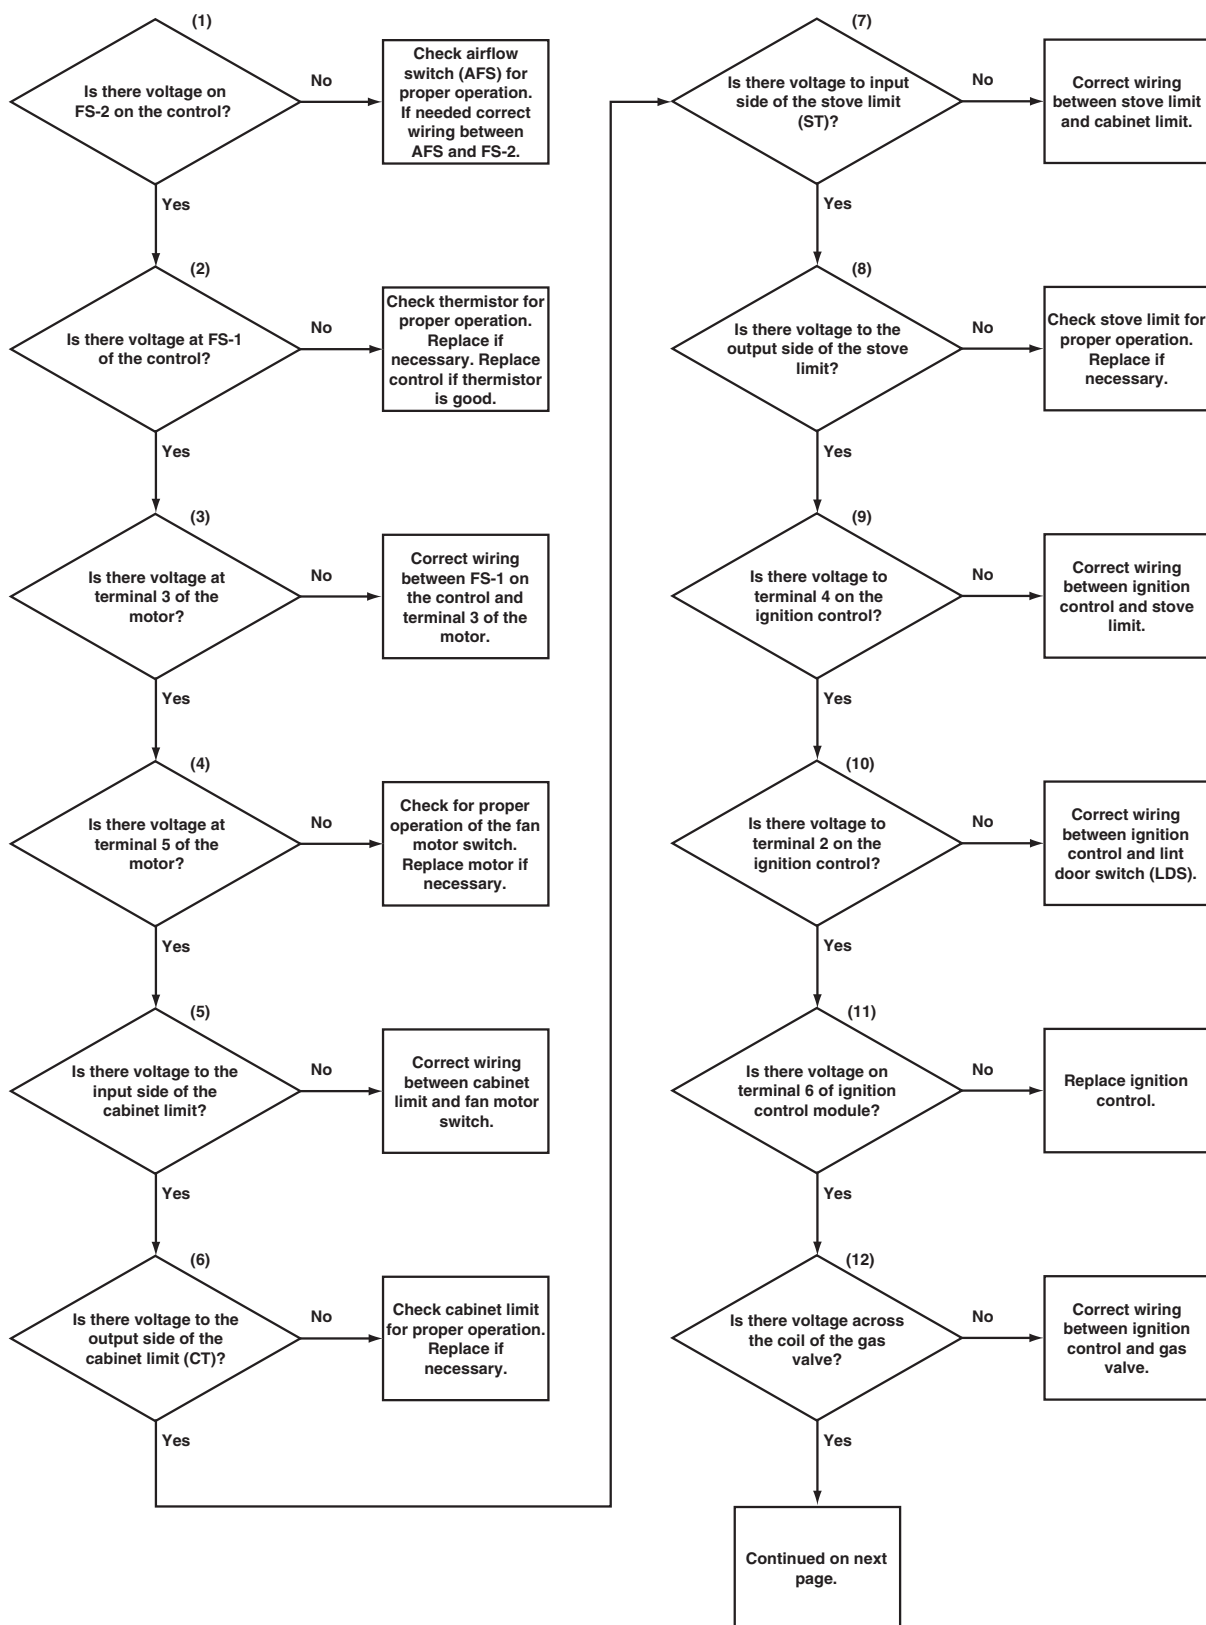 (1)
Is there voltage on
FS-2 on the control?
No
Check airflow
switch (AFS) for
proper operation.
If needed correct
wiring between
AFS and FS-2.
Yes
(2)
Is there voltage at FS-1
of the control?
No
Check thermistor for
proper operation.
Replace if
necessary. Replace
control if thermistor
is good.
Yes
(3)
Is there voltage at
terminal 3 of the
motor?
No
Correct wiring
between FS-1 on
the control and
terminal 3 of the
motor.
Yes
(4)
Is there voltage at
terminal 5 of the
motor?
No
Check for proper
operation of the fan
motor switch.
Replace motor if
necessary.
Yes
(5)
Is there voltage to the
input side of the
cabinet limit?
No
Correct wiring
between cabinet
limit and fan motor
switch.
Yes
(6)
Is there voltage to the
output side of the
cabinet limit (CT)?
No
Check cabinet limit
for proper operation.
Replace if
necessary.
Yes
(7)
Is there voltage to input
side of the stove limit
(ST)?
No
Correct wiring
between stove limit
and cabinet limit.
Yes
(8)
Is there voltage to the
output side of the stove
limit?
No
Check stove limit for
proper operation.
Replace if
necessary.
Yes
(9)
Is there voltage to
terminal 4 on the
ignition control?
No
Correct wiring
between ignition
control and stove
limit.
Yes
(10)
Is there voltage to
terminal 2 on the
ignition control?
No
Correct wiring
between ignition
control and lint
door switch (LDS).
Yes
(11)
Is there voltage on
terminal 6 of ignition
control module?
No
Replace ignition
control.
Yes
(12)
Is there voltage across
the coil of the gas
valve?
No
Correct wiring
between ignition
control and gas
valve.
Yes
Continued on next
page.